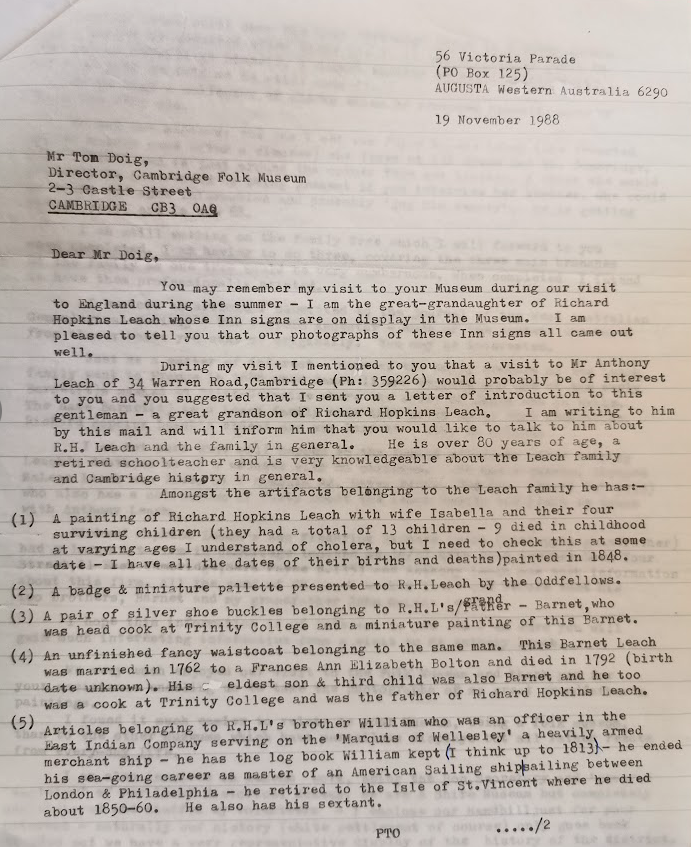 56 Victoria Parade
(PO Box 125)
AUGUSTA Western Australia 6290
19 November 1988
Mr Tom Doig,
Director, Cambridge Folk Museum
2-3 Castle Street
CAMBRIDGE CB3 0AQ
Dear Mr Doig,
You may remember my visit to your Museum during our visit
to England during the summer - I am the great-grandaughter of Richard
Hopkins Leach whose Inn signs are on display in the Museum. I am
pleased to tell you that our photographs of these Inn signs all came out
well.
During my visit I mentioned to you that a visit to Mr Anthony
Leach of 34 Warren Road,Cambridge (Ph: 359226) would probably be of interest
to you and you suggested that I sent you a letter of introduction to this
gentleman - a great grandson of Richard Hopkins Leach. I am writing to him
by this mail and will inform him that you would like to talk to him about
R.H. Leach and the family in general. He is over 80 years of age, a
retired schoolteacher and is very knowledgeable about the Leach family
and Cambridge history in general.
Amongst the artifacts belonging to the Leach family he has:-
(1) A painting of Richard Hopkins Leach with wife Isabella and their four
surviving children (they had a total of 13 children - 9 died in childhood
at varying ages I understand of cholera, but I need to check this at some
date - I have all the dates of their births and deaths)painted in 1848.
(2) A badge & miniature pallette presented to R.H.Leach by the Oddfellows.
(3) A pair of silver shoe buckles belonging to R.H.L's/grand father - Barnet,who
was head cook at Trinity College and a miniature painting of this Barnet.
(4) An unfinished fancy waistcoat belonging to the same man. This Barnet Leach
was married in 1762 to a Frances Ann Elizabeth Bolton and died in 1792 (birth
date unknown). His eldest son & third child was also Barnet and he too
was a cook at Trinity College and was the father of Richard Hopkins Leach.
(5) Articles belonging to R.H.L's brother William who was an officer in the
East Indian Company serving on the 'Marquis of Wellesley' a heavily armed
merchant ship - he has the log book William kept (I think up to 1813)- he ended
his sea-going career as master of an American Sailing ship sailing between
London & Philadelphia - he retired to the Isle of St.Vincent where he died
about 1850-60. He also has his sextant.
PTO ...../2